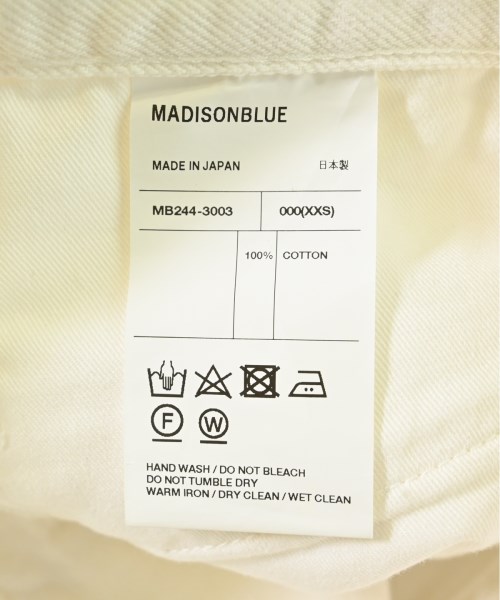 MADISONBLUE
MADE IN JAPAN 日本製
MB244-3003 000(XXS)
100% COTTON
F W
HAND WASH / DO NOT BLEACH
DO NOT TUMBLE DRY
WARM IRON / DRY CLEAN / WET CLEAN